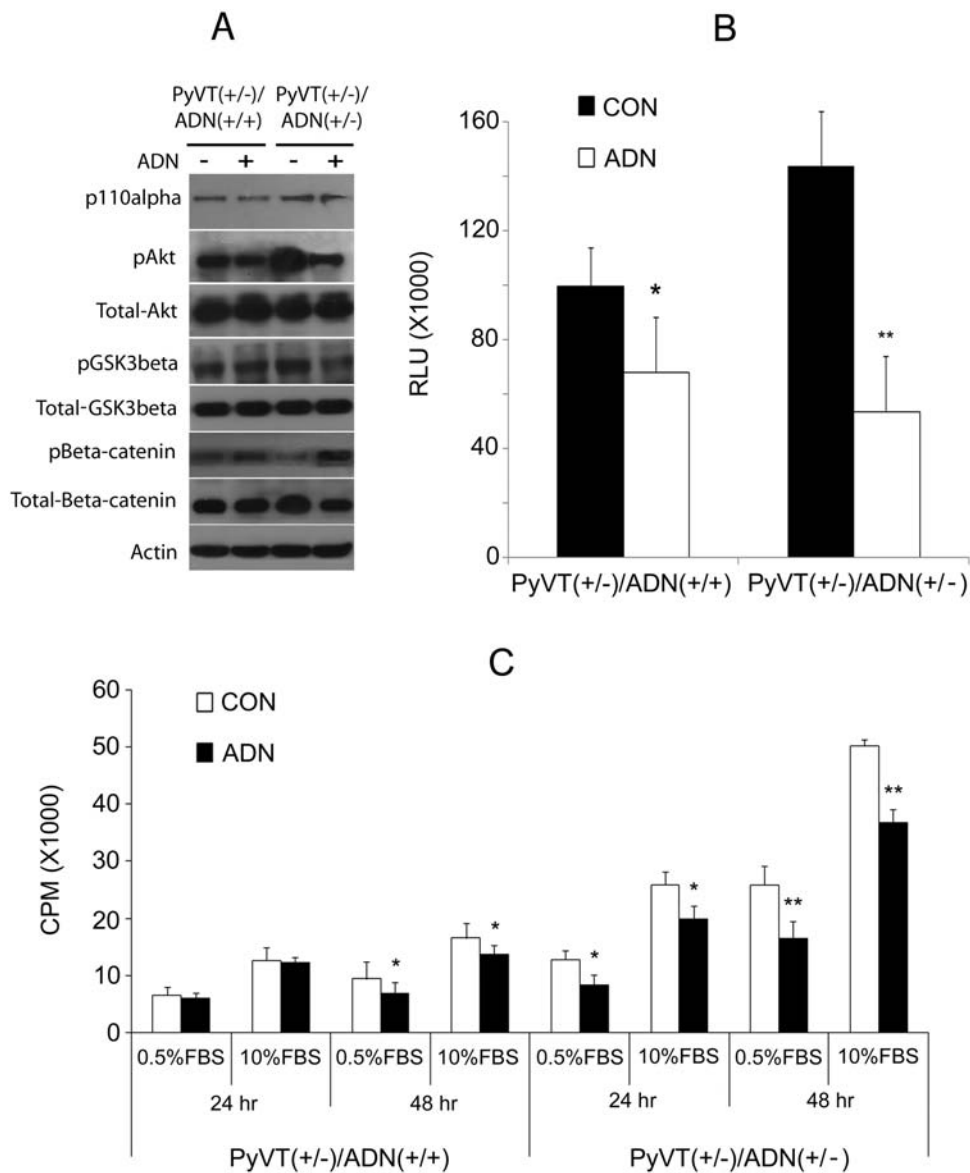 A
PyVT(+/-)/ PyVT(+/-)/
ADN(+/+) ADN(+/-)
ADN - + - +
p110alpha
pAkt
Total-Akt
pGSK3beta
Total-GSK3beta
pBeta-catenin
Total-Beta-catenin
Actin
B
CON
ADN
RLU (X1000)
160
120
80
40
0
*
**
PyVT(+/-)/ADN(+/+) PyVT(+/-)/ADN(+/-)
C
CON
ADN
CPM (X1000)
60
50
40
30
20
10
0
* * * * ** **
0.5%FBS 10%FBS 0.5%FBS 10%FBS 0.5%FBS 10%FBS 0.5%FBS 10%FBS
24 hr 48 hr 24 hr 48 hr
PyVT(+/-)/ADN(+/+) PyVT(+/-)/ADN(+/-)